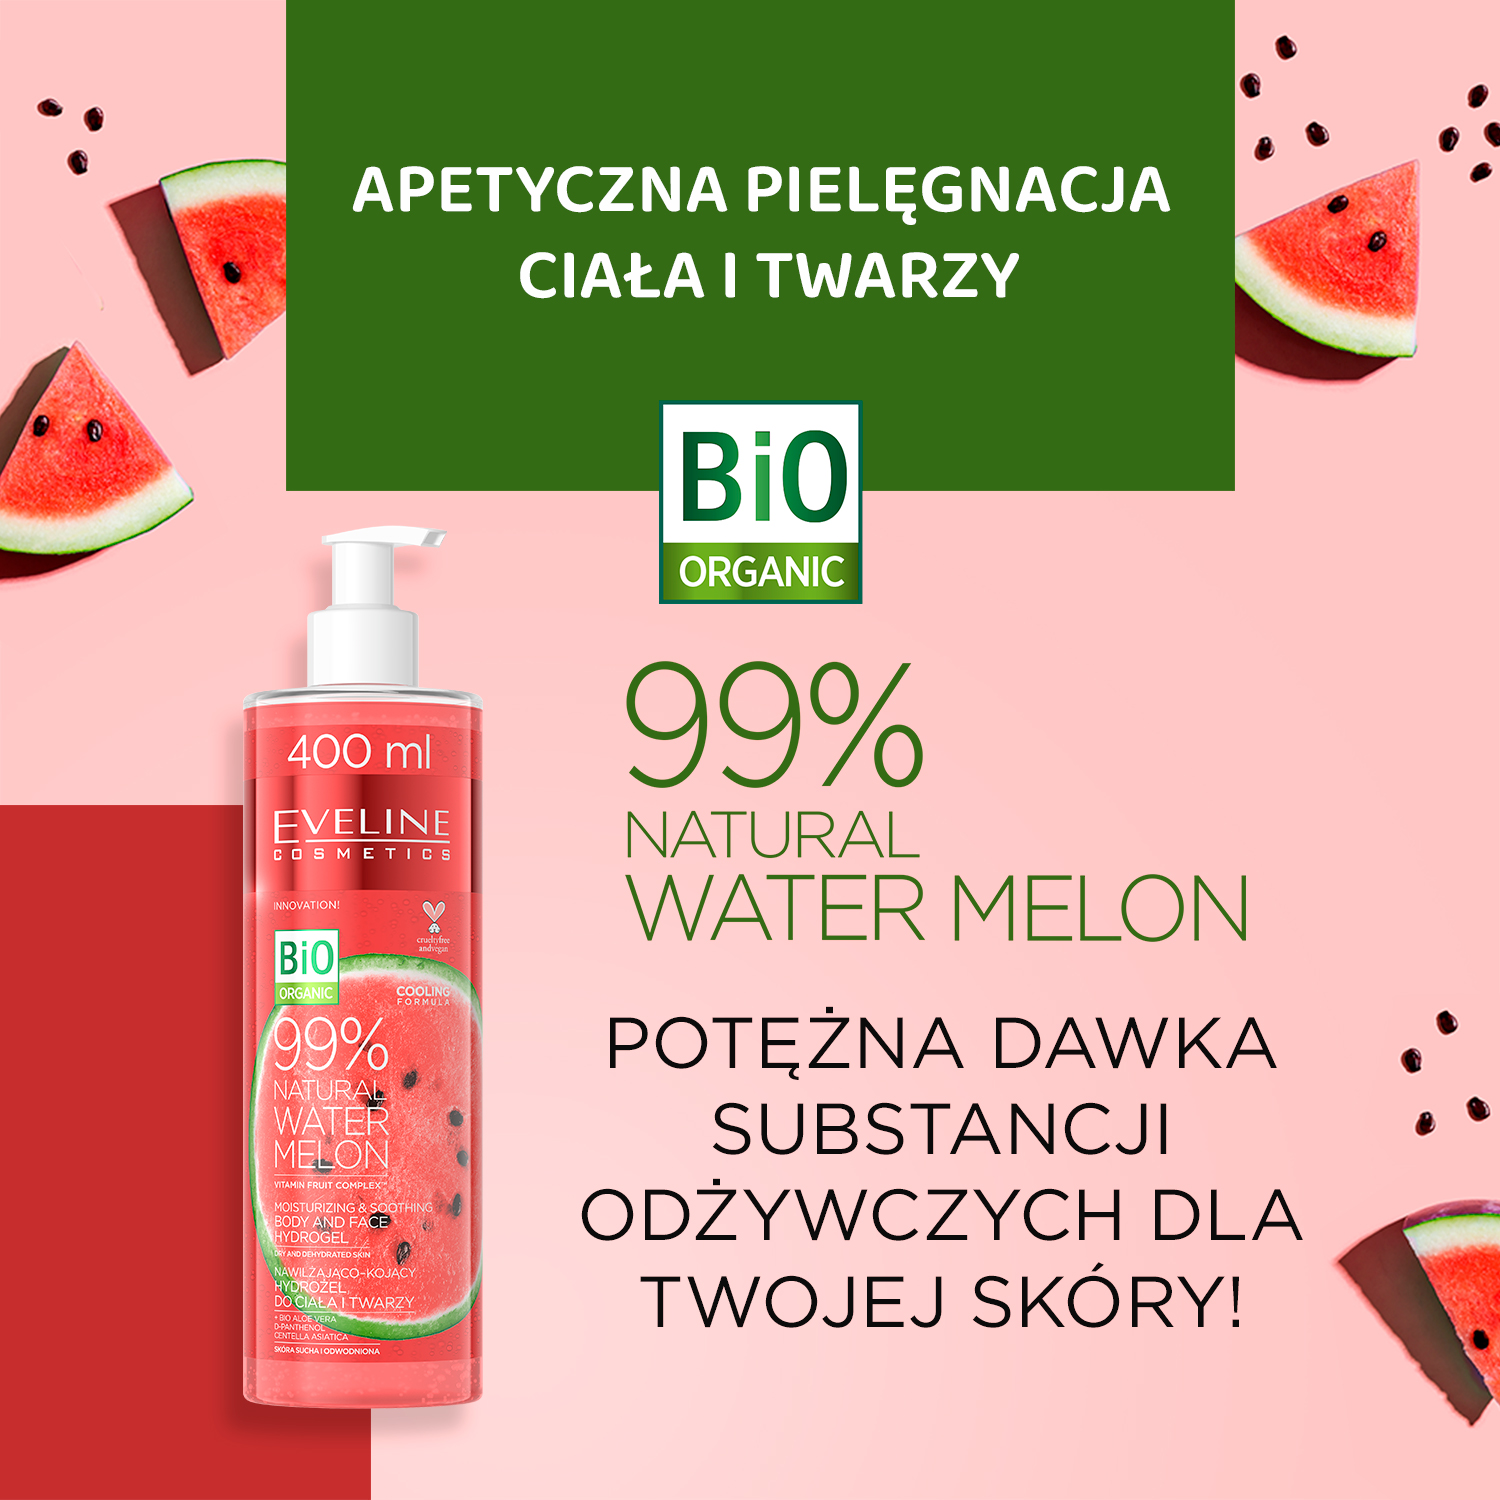 APETYCZNA PIELĘGNACJA
CIAŁA I TWARZY
BiO
ORGANIC
99%
NATURAL
WATER MELON
POTĘŻNA DAWKA
SUBSTANCJI
ODŻYWCZYCH DLA
TWOJEJ SKÓRY!
400 ml
EVELINE
COSMETICS
INNOVATION!
crueltyfree
andvegan
BiO
ORGANIC
COOLING
FORMULA
99%
NATURAL
WATER
MELON
VITAMIN FRUIT COMPLEX™
MOISTURIZING & SOOTHING
BODY AND FACE
HYDROGEL
DRY AND DEHYDRATED SKIN
NAWILŻAJĄCO-KOJĄCY
HYDROŻEL
DO CIAŁA I TWARZY
+ BIO ALOE VERA
D-PANTHENOL
CENTELLA ASIATICA
SKÓRA SUCHA I ODWODNIONA